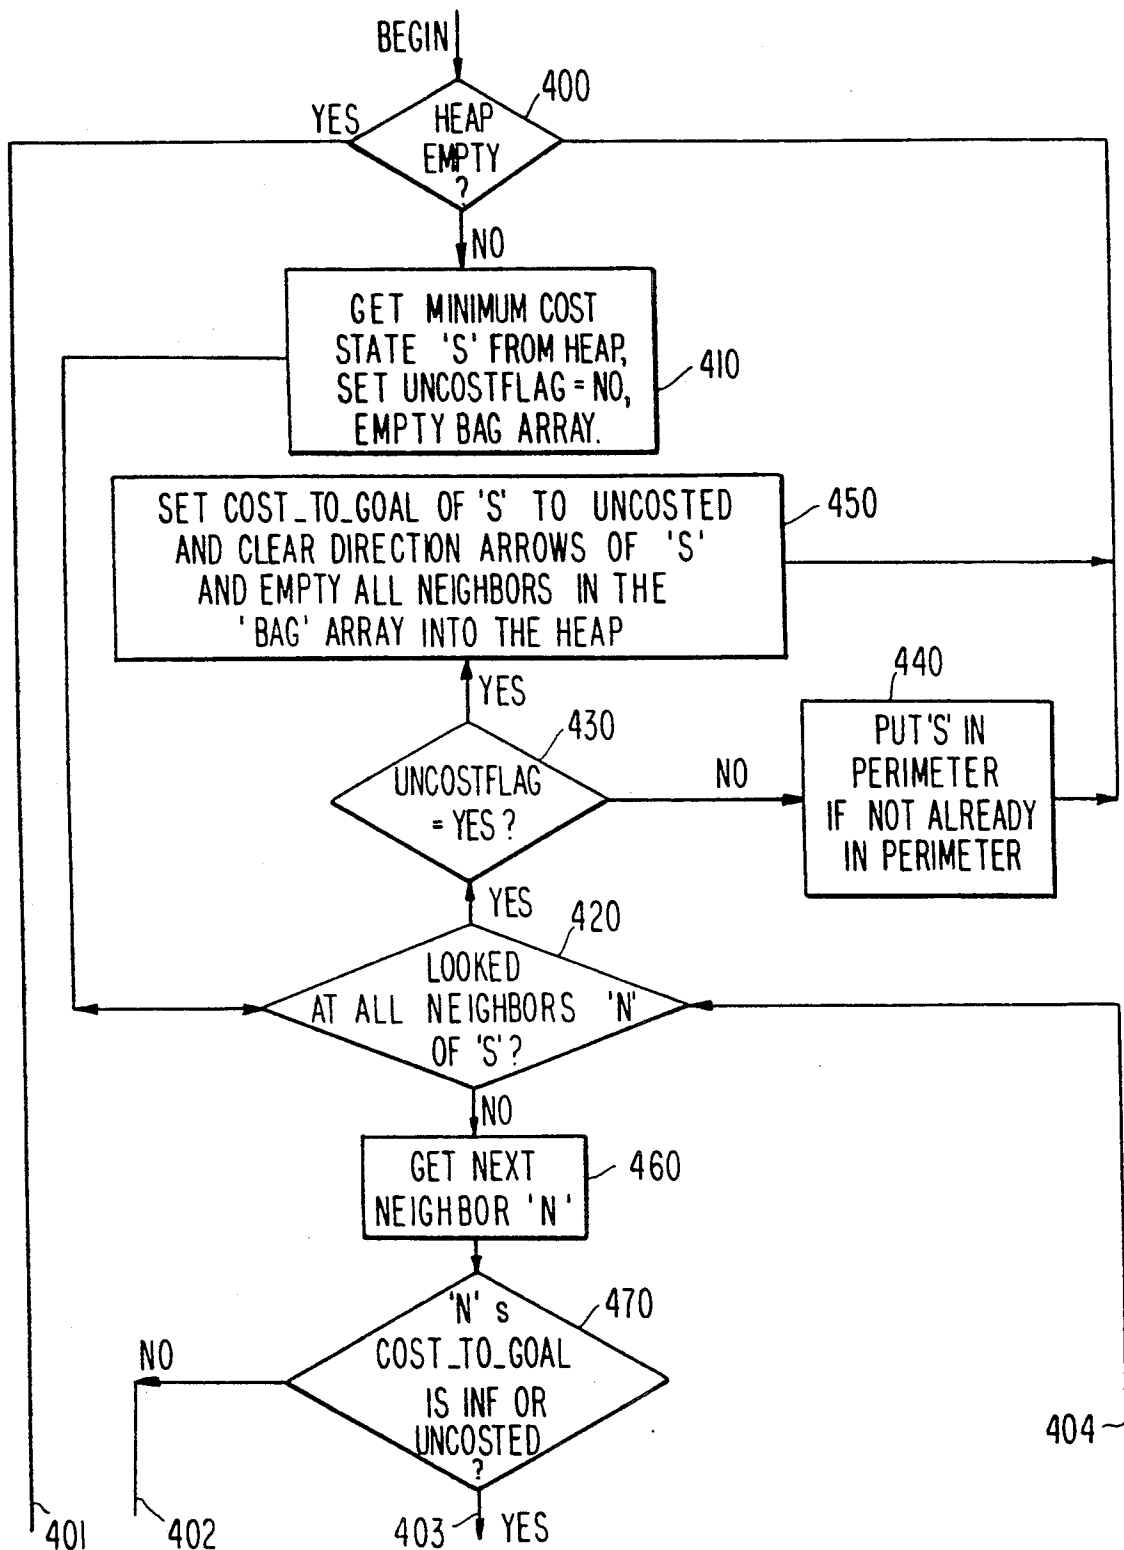 BEGIN
400
YES
HEAP
EMPTY
?
NO
GET MINIMUM COST
STATE 'S' FROM HEAP,
SET UNCOSTFLAG = NO,
EMPTY BAG ARRAY.
410
SET COST_TO_GOAL OF 'S' TO UNCOSTED
AND CLEAR DIRECTION ARROWS OF 'S'
AND EMPTY ALL NEIGHBORS IN THE
'BAG' ARRAY INTO THE HEAP
450
YES
440
430
UNCOSTFLAG
= YES ?
NO
PUT 'S' IN
PERIMETER
IF NOT ALREADY
IN PERIMETER
YES
420
LOOKED
AT ALL NEIGHBORS 'N'
OF 'S'?
NO
GET NEXT
NEIGHBOR 'N'
460
'N' s
COST_TO_GOAL
IS INF OR
UNCOSTED
?
470
NO
404
401
402
403
YES